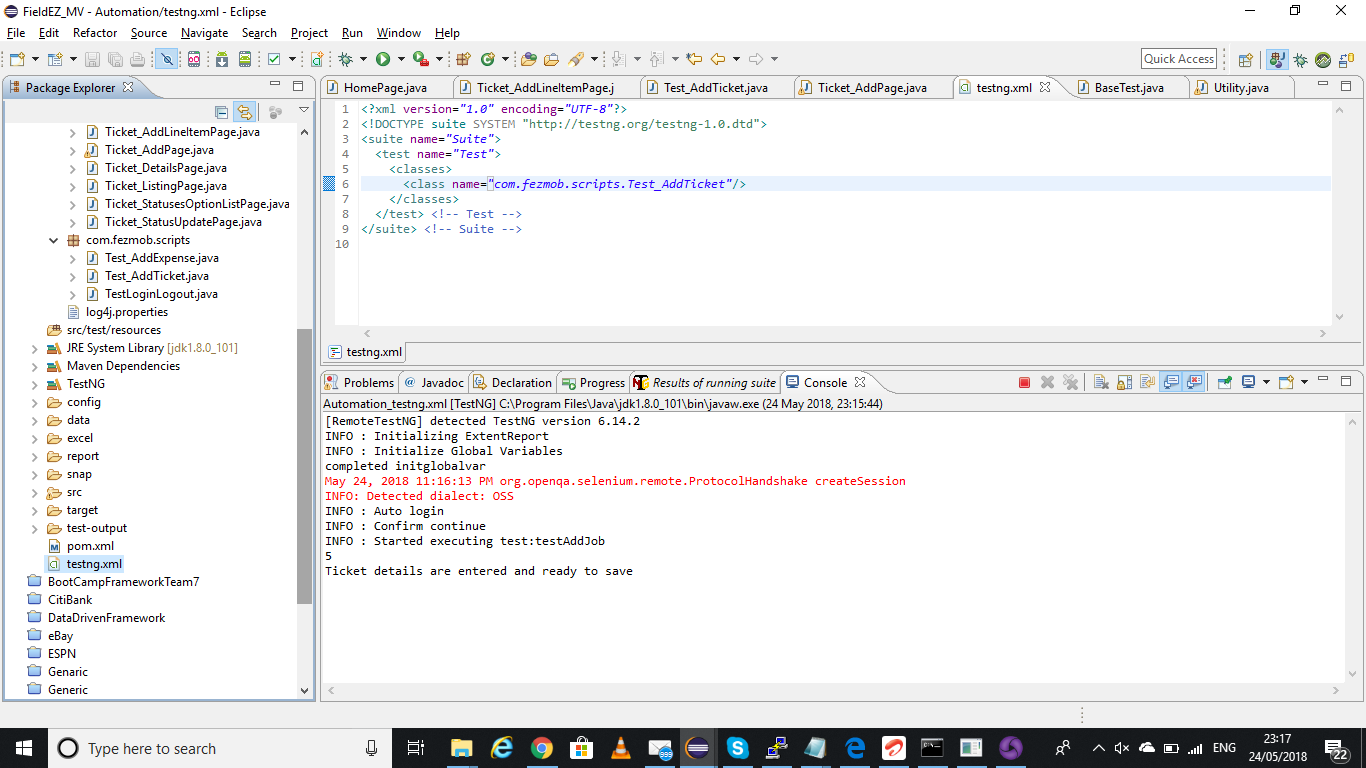 FieldEZ_MV - Automation/testng.xml - Eclipse
File Edit Refactor Source Navigate Search Project Run Window Help
Quick Access
Package Explorer
Ticket_AddLineItemPage.java
Ticket_AddPage.java
Ticket_DetailsPage.java
Ticket_ListingPage.java
Ticket_StatusesOptionListPage.java
Ticket_StatusUpdatePage.java
com.fezmob.scripts
Test_AddExpense.java
Test_AddTicket.java
TestLoginLogout.java
log4j.properties
src/test/resources
JRE System Library [jdk1.8.0_101]
Maven Dependencies
TestNG
config
data
excel
report
snap
src
target
test-output
pom.xml
testng.xml
BootCampFrameworkTeam7
CitiBank
DataDrivenFramework
eBay
ESPN
Genaric
Generic
HomePage.java Ticket_AddLineItemPage.j Test_AddTicket.java Ticket_AddPage.java testng.xml BaseTest.java Utility.java
1 <?xml version="1.0" encoding="UTF-8"?>
2 <!DOCTYPE suite SYSTEM "http://testng.org/testng-1.0.dtd">
3 <suite name="Suite">
4 <test name="Test">
5 <classes>
6 <class name="com.fezmob.scripts.Test_AddTicket"/>
7 </classes>
8 </test> <!-- Test -->
9 </suite> <!-- Suite -->
10
testng.xml
Problems @ Javadoc Declaration Progress Results of running suite Console
Automation_testng.xml [TestNG] C:\Program Files\Java\jdk1.8.0_101\bin\javaw.exe (24 May 2018, 23:15:44)
[RemoteTestNG] detected TestNG version 6.14.2
INFO : Initializing ExtentReport
INFO : Initialize Global Variables
completed initglobalvar
May 24, 2018 11:16:13 PM org.openqa.selenium.remote.ProtocolHandshake createSession
INFO: Detected dialect: OSS
INFO : Auto login
INFO : Confirm continue
INFO : Started executing test:testAddJob
5
Ticket details are entered and ready to save
Type here to search
99
ENG
23:17
24/05/2018
22